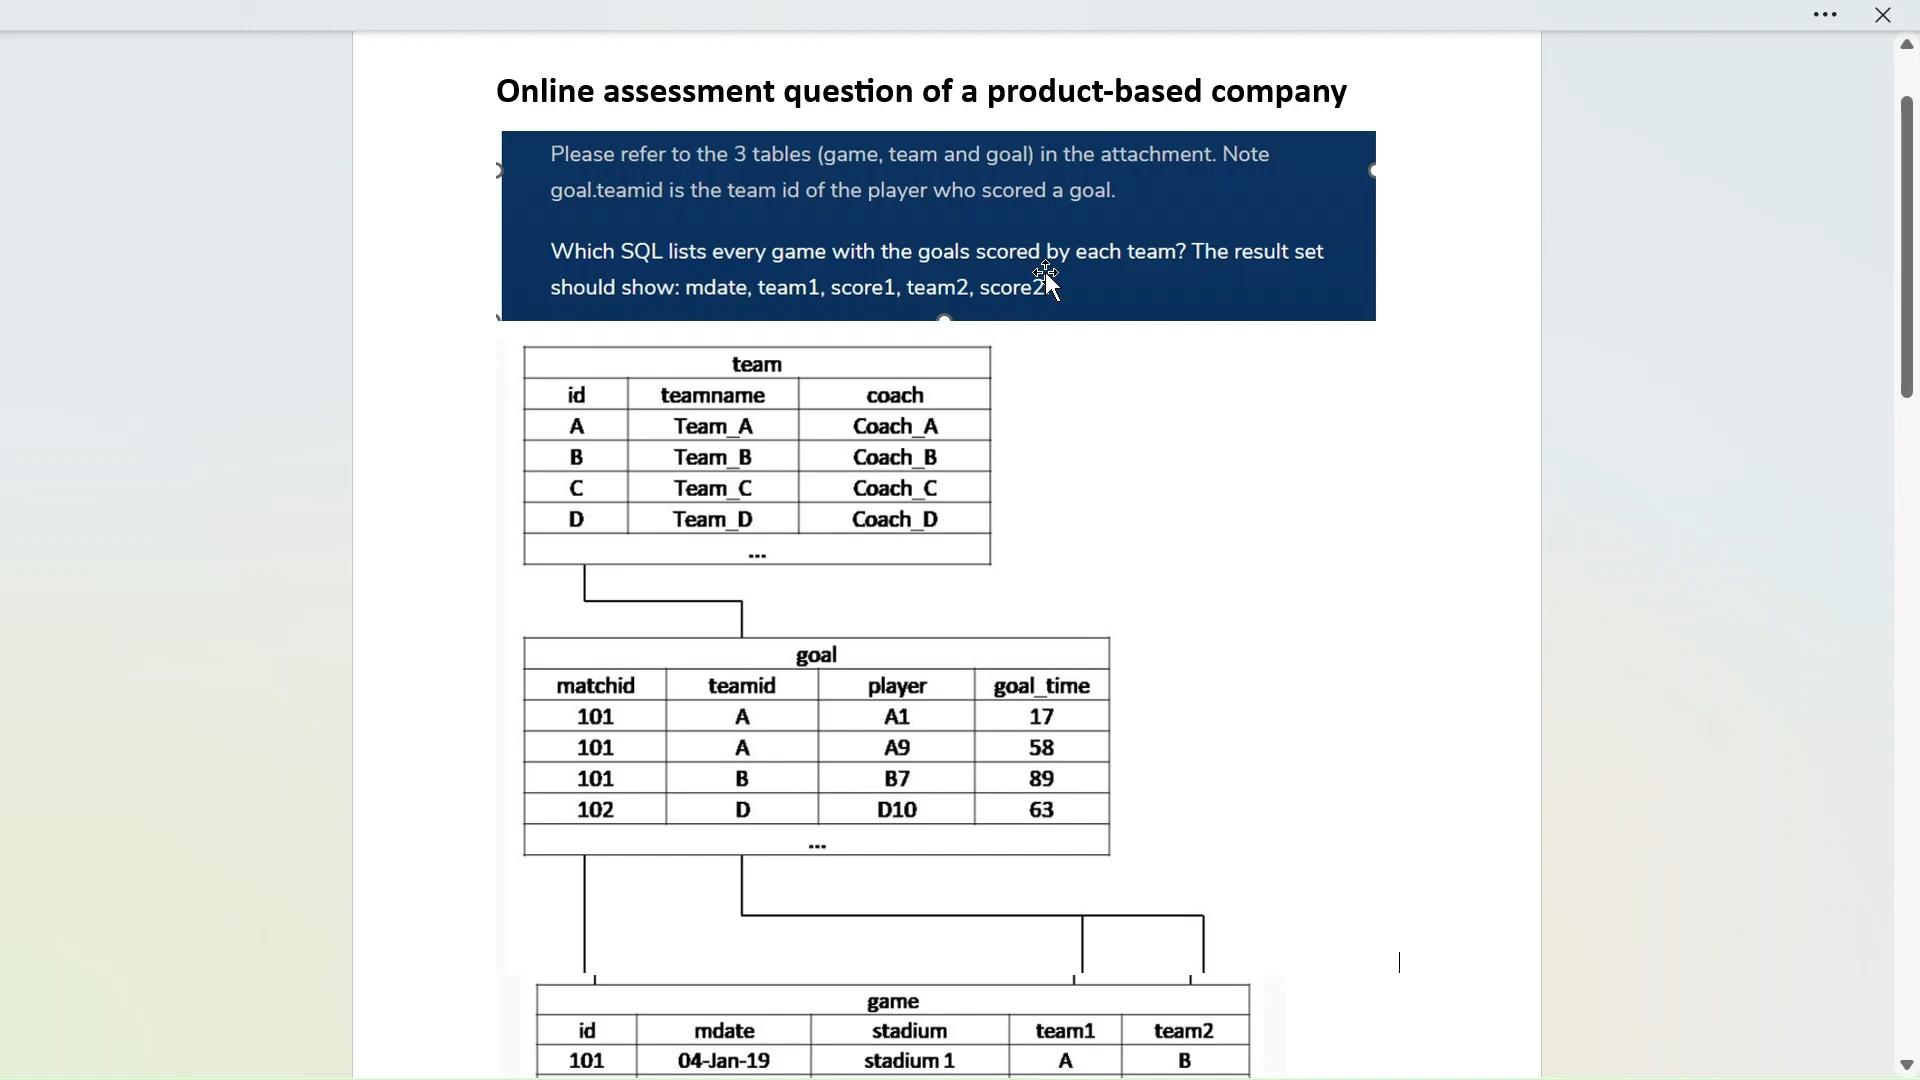 Online assessment question of a product-based company
Please refer to the 3 tables (game, team and goal) in the attachment. Note
goal.teamid is the team id of the player who scored a goal.
Which SQL lists every game with the goals scored by each team? The result set
should show: mdate, team1, score1, team2, score2
team
id teamname coach
A Team_A Coach_A
B Team_B Coach_B
C Team_C Coach_C
D Team_D Coach_D
...
goal
matchid teamid player goal_time
101 A A1 17
101 A A9 58
101 B B7 89
102 D D10 63
...
game
id mdate stadium team1 team2
101 04-Jan-19 stadium 1 A B